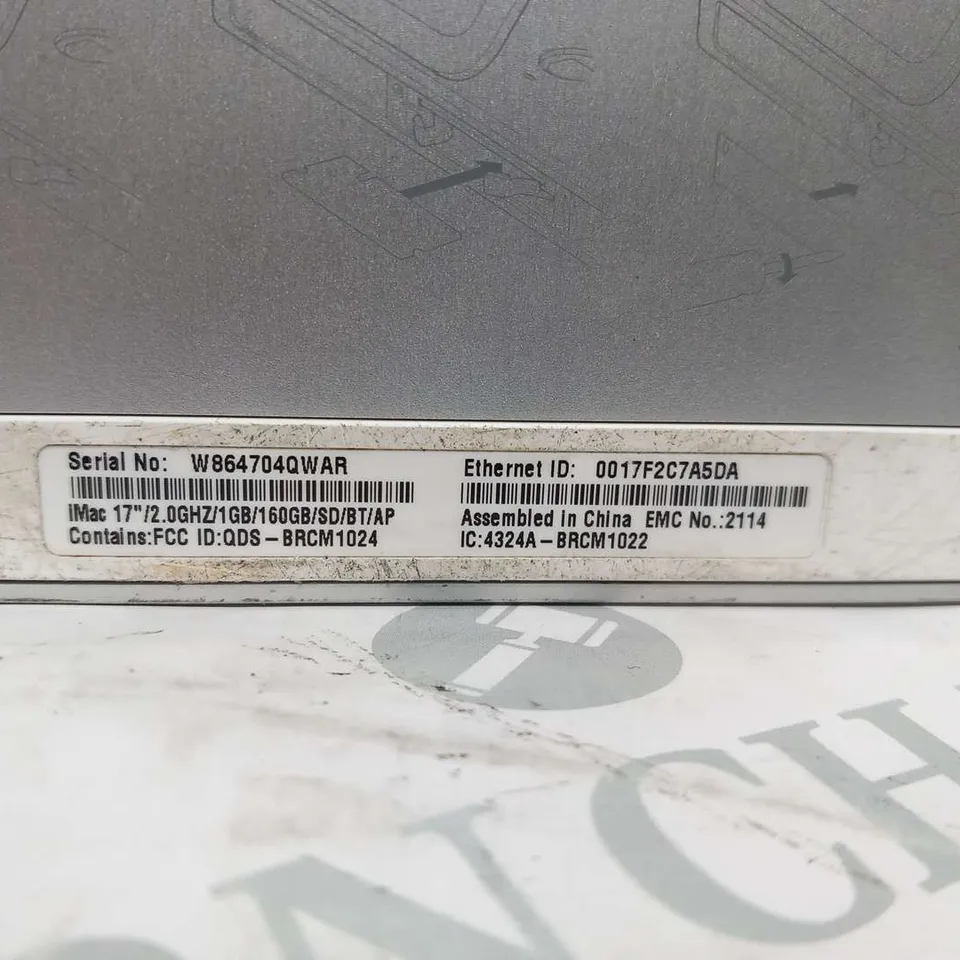 Serial No: W864704QWAR
Ethernet ID: 0017F2C7A5DA
iMac 17"/2.0GHZ/1GB/160GB/SD/BT/AP
Assembled in China EMC No.:2114
Contains:FCC ID:QDS-BRCM1024
IC:4324A-BRCM1022